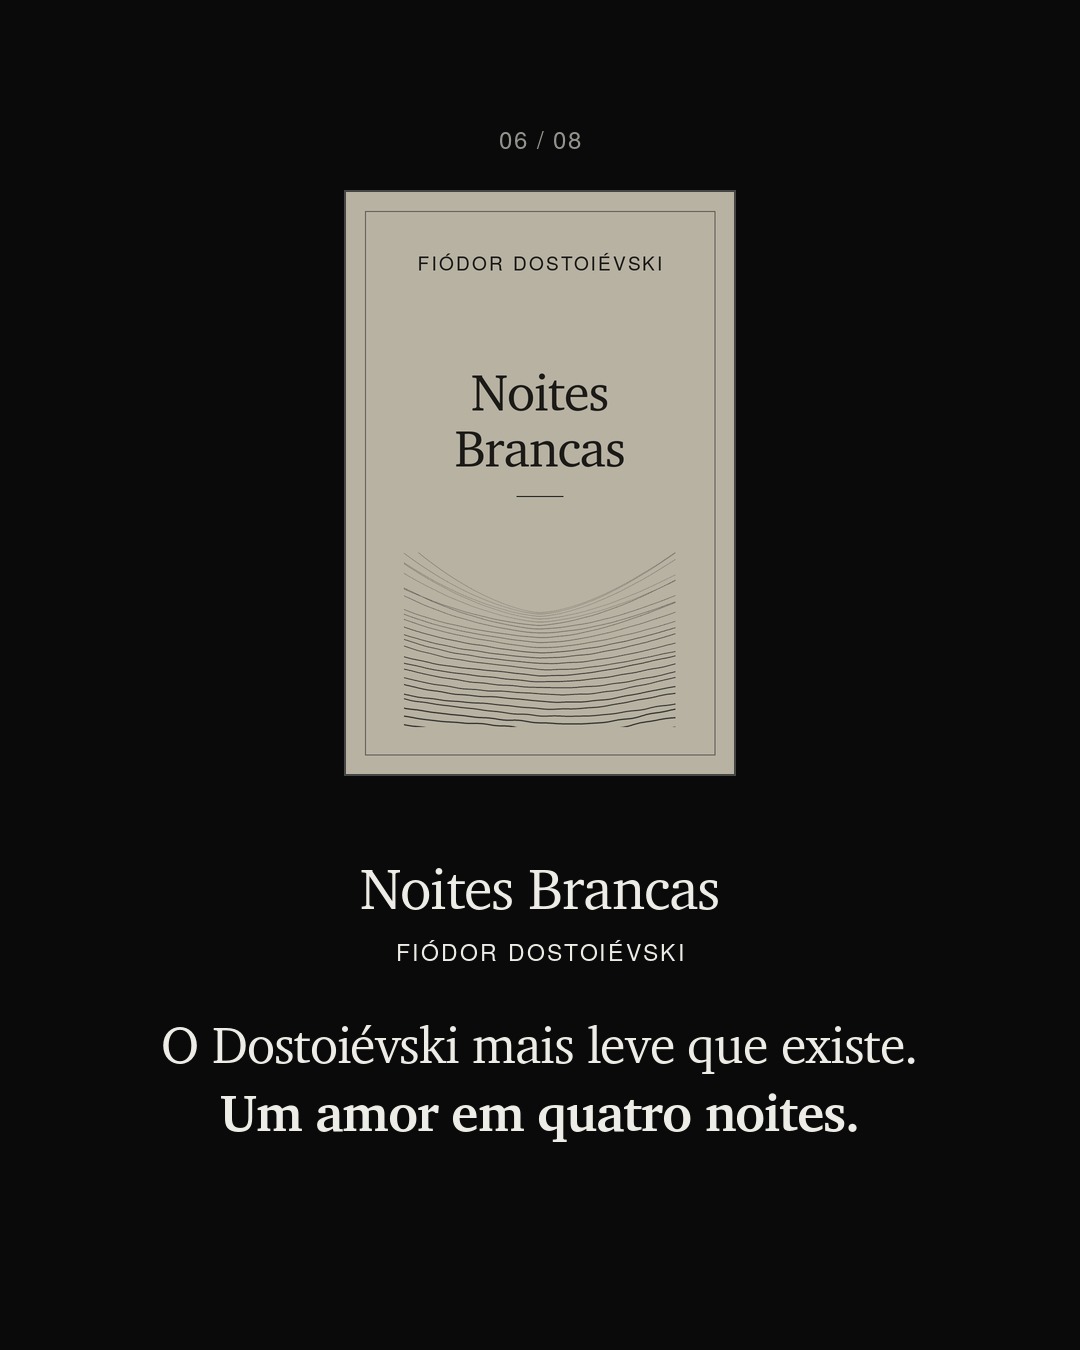 06 / 08
FIÓDOR DOSTOIÉVSKI
Noites
Brancas
Noites Brancas
FIÓDOR DOSTOIÉVSKI
O Dostoiévski mais leve que existe.
Um amor em quatro noites.